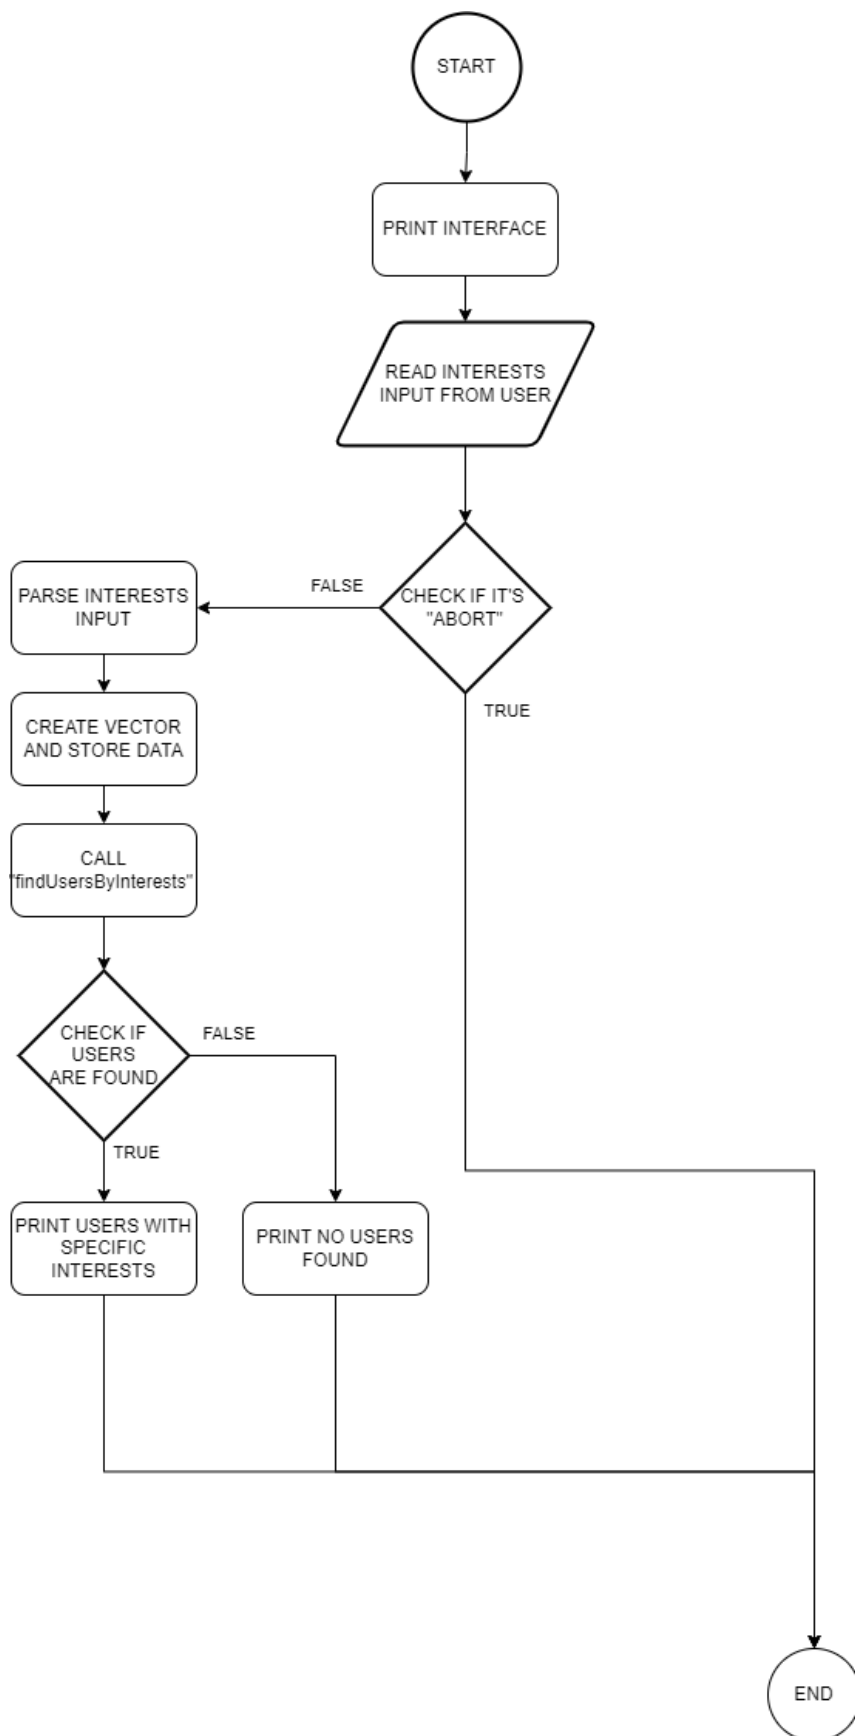 START
PRINT INTERFACE
READ INTERESTS
INPUT FROM USER
CHECK IF IT'S
"ABORT"
FALSE
TRUE
PARSE INTERESTS
INPUT
CREATE VECTOR
AND STORE DATA
CALL
"findUsersByInterests"
CHECK IF
USERS
ARE FOUND
FALSE
TRUE
PRINT USERS WITH
SPECIFIC
INTERESTS
PRINT NO USERS
FOUND
END